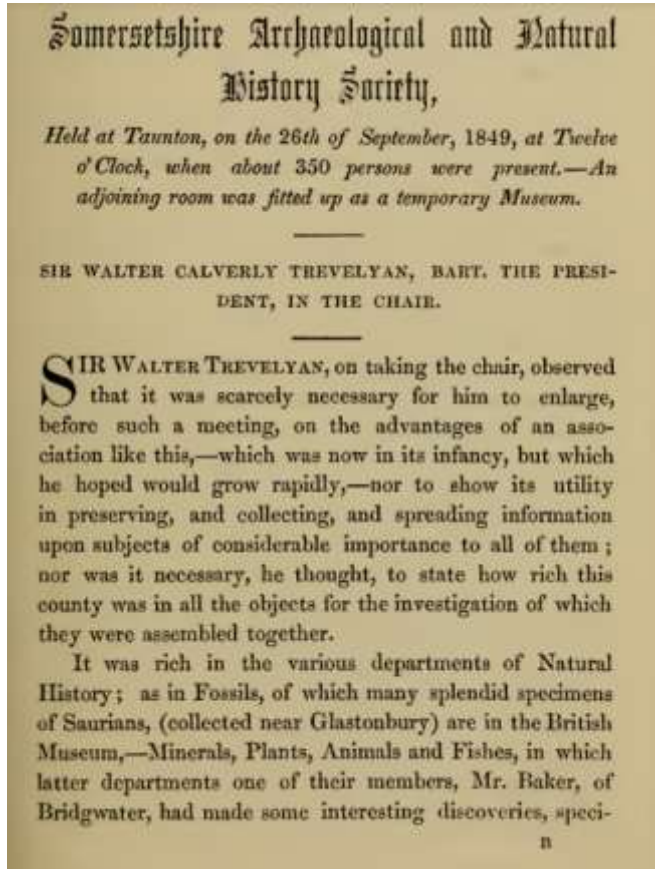 Somersetshire Archaeological and Natural
History Society,
Held at Taunton, on the 26th of September, 1849, at Twelve
o'Clock, when about 350 persons were present.—An
adjoining room was fitted up as a temporary Museum.
SIR WALTER CALVERLY TREVELYAN, BART. THE PRESI-
DENT, IN THE CHAIR.
SIR WALTER TREVELYAN, on taking the chair, observed
that it was scarcely necessary for him to enlarge,
before such a meeting, on the advantages of an asso-
ciation like this,—which was now in its infancy, but which
he hoped would grow rapidly,—nor to show its utility
in preserving, and collecting, and spreading information
upon subjects of considerable importance to all of them ;
nor was it necessary, he thought, to state how rich this
county was in all the objects for the investigation of which
they were assembled together.
It was rich in the various departments of Natural
History ; as in Fossils, of which many splendid specimens
of Saurians, (collected near Glastonbury) are in the British
Museum,—Minerals, Plants, Animals and Fishes, in which
latter departments one of their members, Mr. Baker, of
Bridgwater, had made some interesting discoveries, speci-
B